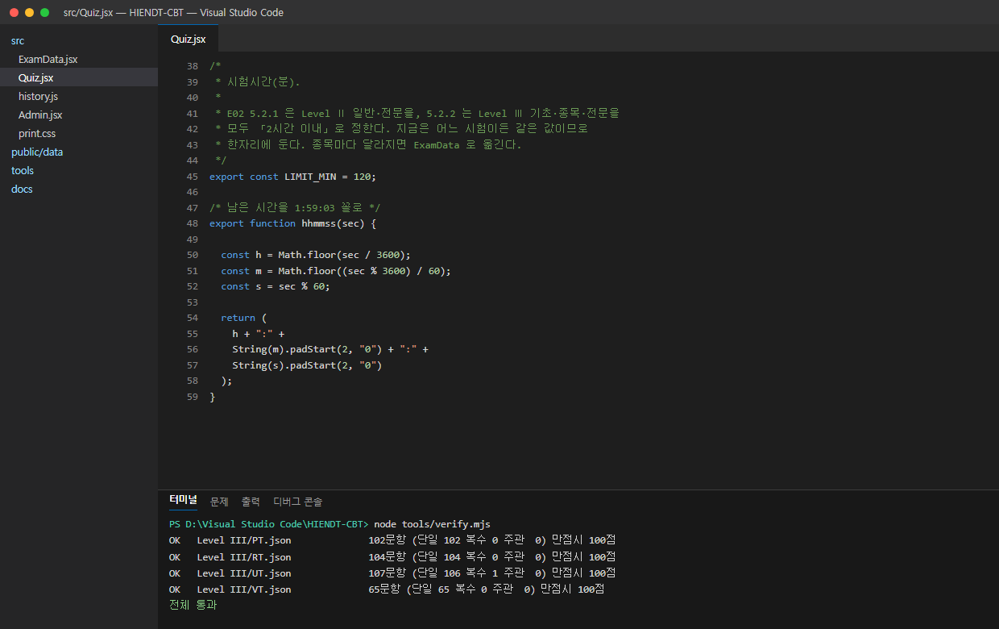 src/Quiz.jsx — HIENDT-CBT — Visual Studio Code
src
ExamData.jsx
Quiz.jsx
history.js
Admin.jsx
print.css
public/data
tools
docs
Quiz.jsx
38 /*
39  * 시험시간(분).
40  *
41  * E02 5.2.1 은 Level Ⅱ 일반·전문을, 5.2.2 는 Level Ⅲ 기초·종목·전문을
42  * 모두 「2시간 이내」로 정한다. 지금은 어느 시험이든 같은 값이므로
43  * 한자리에 둔다. 종목마다 달라지면 ExamData 로 옮긴다.
44  */
45 export const LIMIT_MIN = 120;
46
47 /* 남은 시간을 1:59:03 꼴로 */
48 export function hhmmss(sec) {
49
50   const h = Math.floor(sec / 3600);
51   const m = Math.floor((sec % 3600) / 60);
52   const s = sec % 60;
53
54   return (
55     h + ":" +
56     String(m).padStart(2, "0") + ":" +
57     String(s).padStart(2, "0")
58   );
59 }
터미널 문제 출력 디버그 콘솔
PS D:\Visual Studio Code\HIENDT-CBT> node tools/verify.mjs
OK   Level III/PT.json   102문항 (단일 102 복수 0 주관  0) 만점시 100점
OK   Level III/RT.json   104문항 (단일 104 복수 0 주관  0) 만점시 100점
OK   Level III/UT.json   107문항 (단일 106 복수 1 주관  0) 만점시 100점
OK   Level III/VT.json   65문항 (단일 65 복수 0 주관  0) 만점시 100점
전체 통과